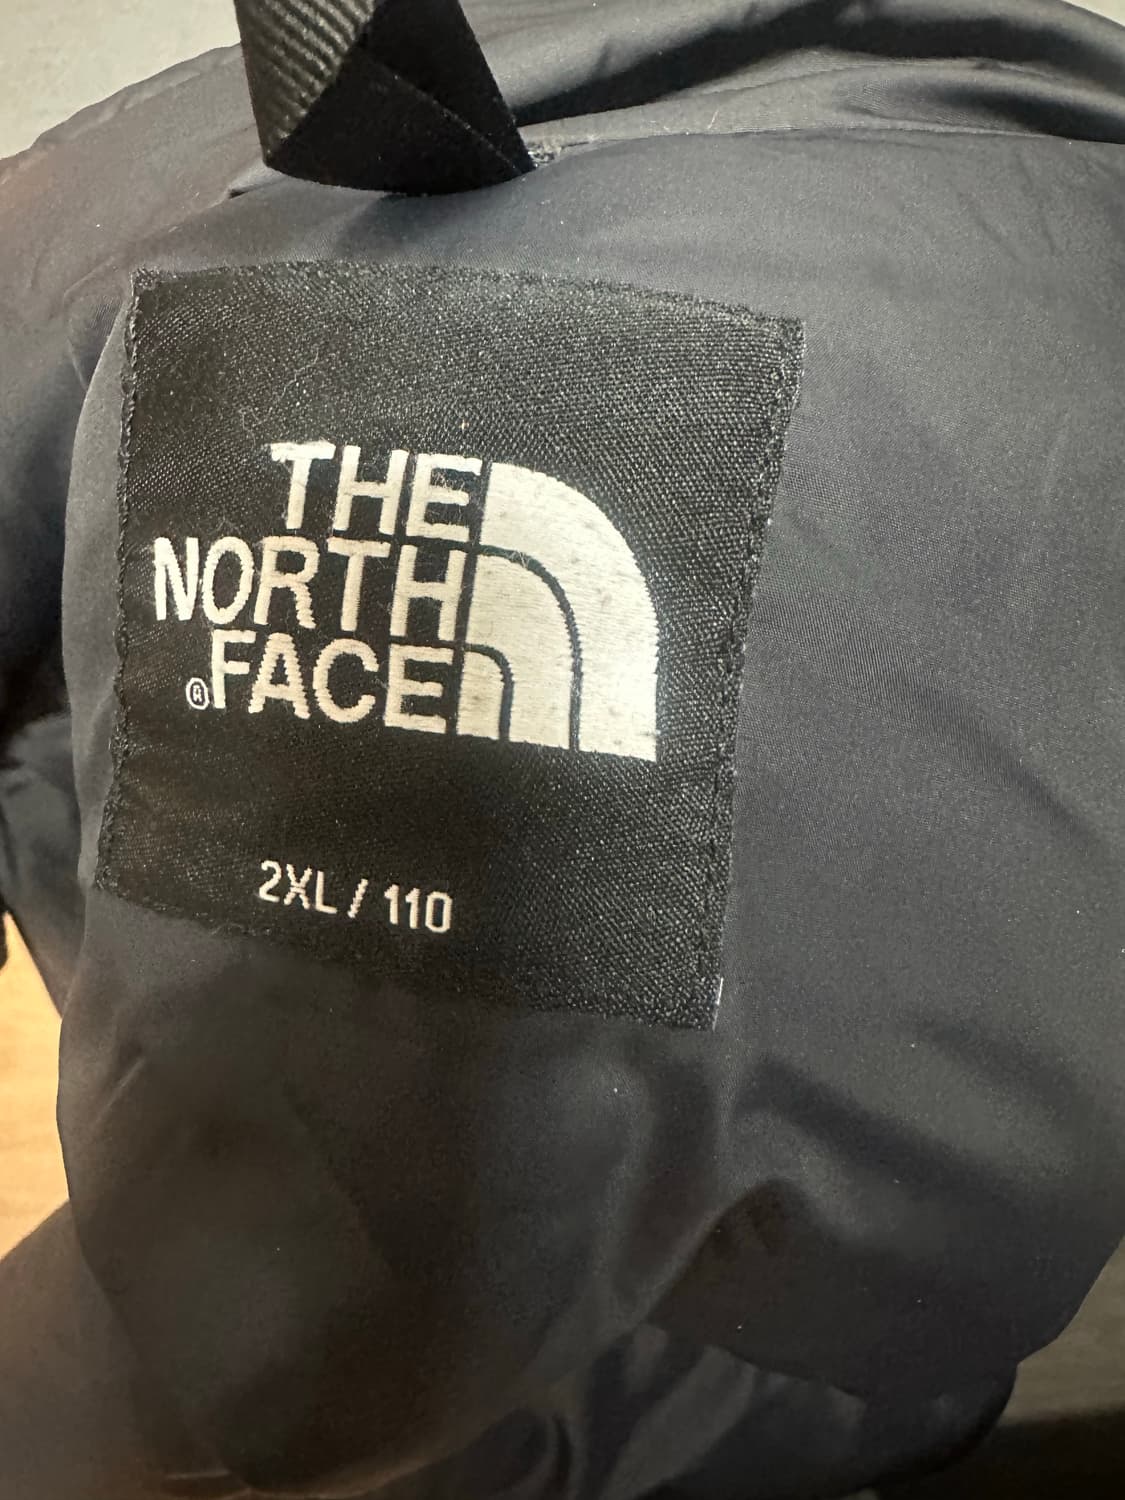 THE
NORTH
®FACE
2XL / 110